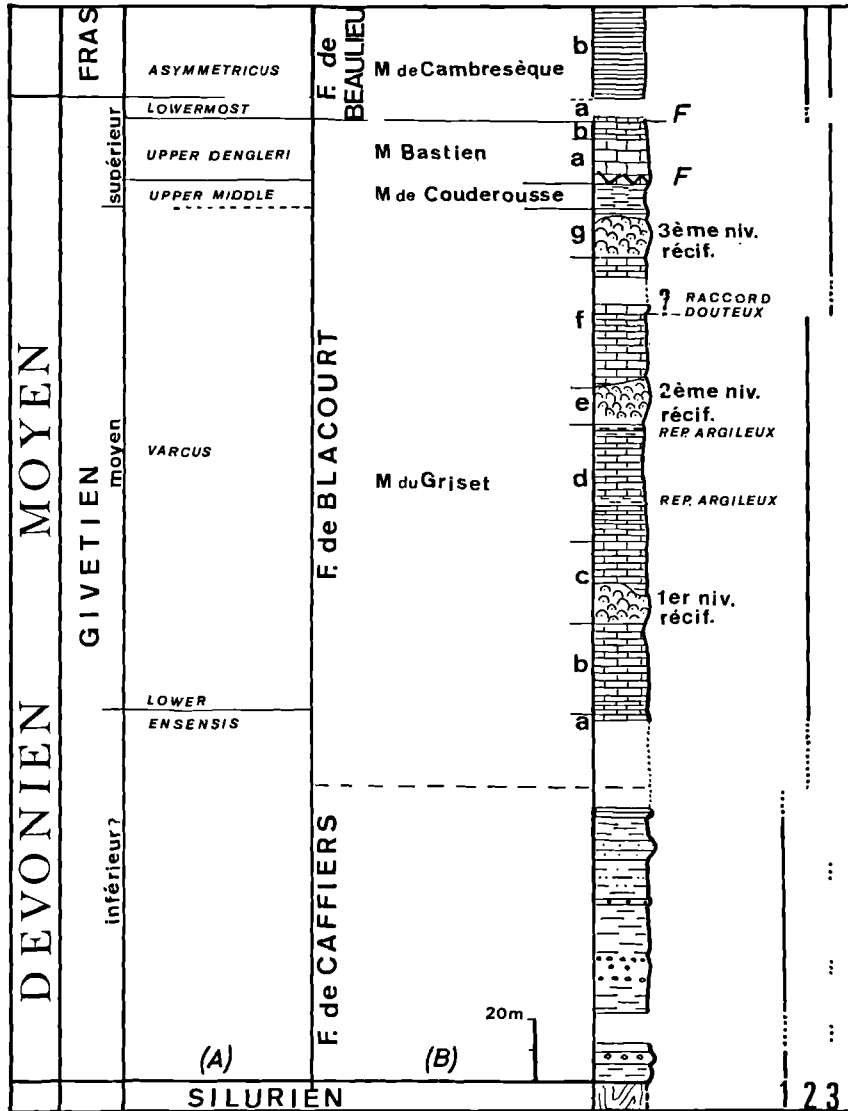 FRAS
ASYMMETRICUS
F. de BEAULIEU
M de Cambresèque
b
LOWERMOST
a
F
supérieur
UPPER DENGLERI
M Bastien
b
a
F
UPPER MIDDLE
M de Couderousse
g
3ème niv.
récif.
? RACCORD
DOUTEUX
f
DEVONIEN MOYEN
GIVETIEN
moyen
VARCUS
F. de BLACOURT
M du Griset
e
2ème niv.
récif.
REP. ARGILEUX
d
REP. ARGILEUX
c
1er niv.
récif.
b
LOWER
ENSENSIS
a
inférieur?
F. de CAFFIERS
20m
(A)
(B)
SILURIEN
1 2 3